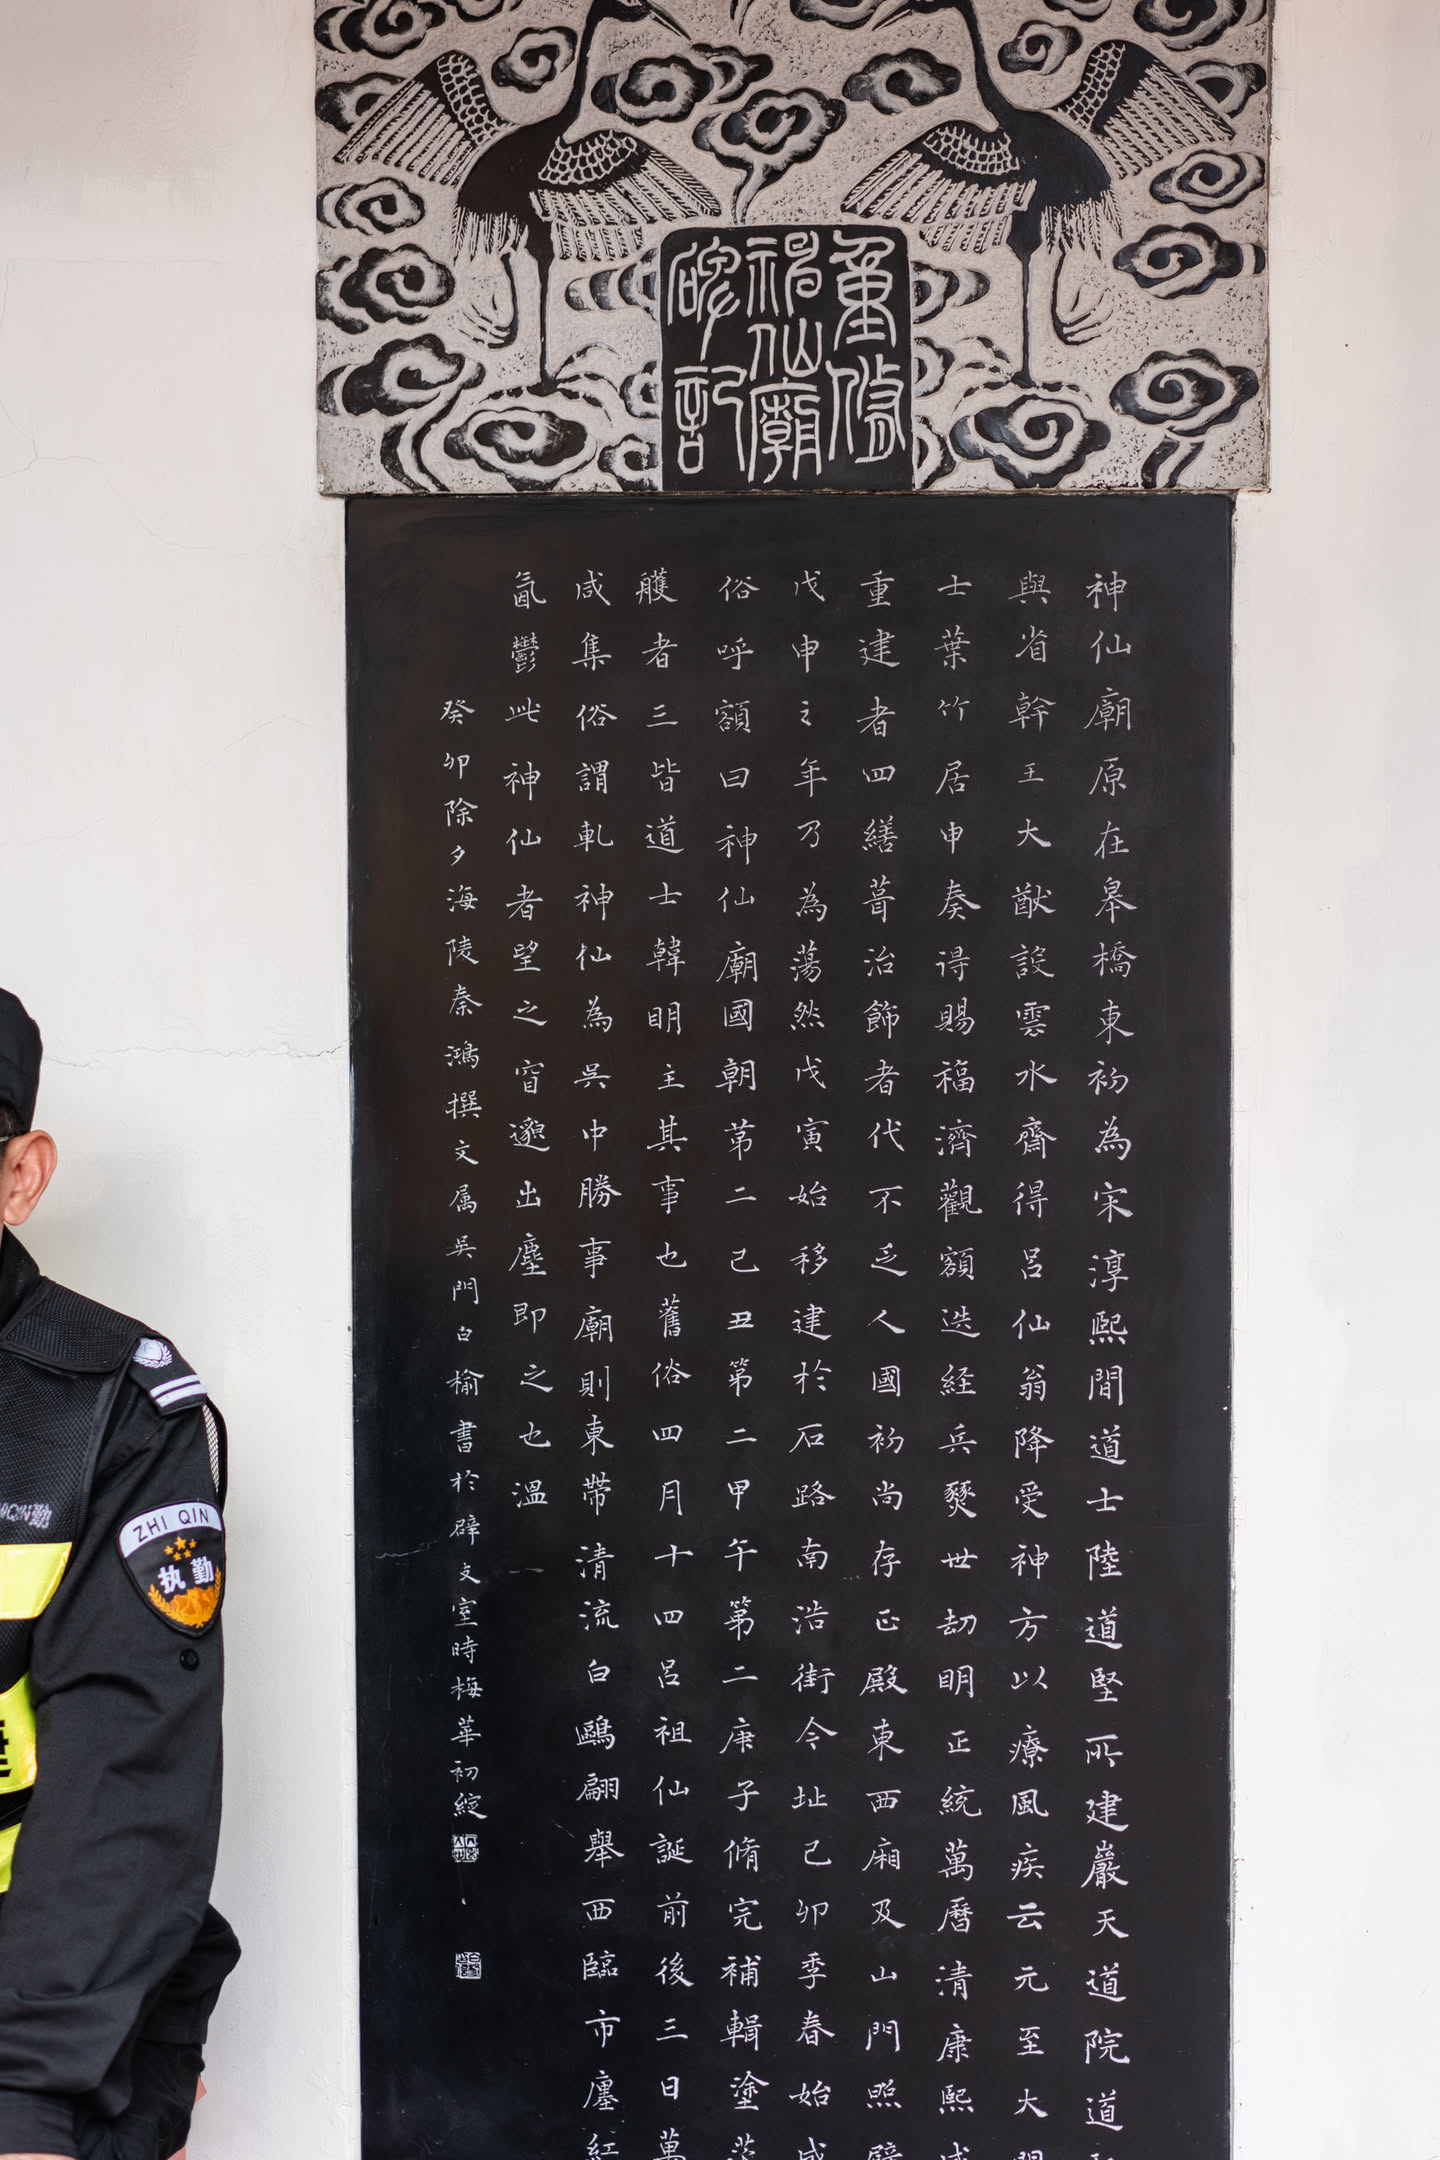 重修
神仙廟
碑記
神仙廟原在皋橋東初為宋淳熙間道士陸道堅所建巖天道院道
與省幹王大猷設雲水齋得呂仙翁降受神方以療風疾云元至大間
士葉竹居申奏得賜福濟觀額迭経兵燹世劫明正統萬曆清康熙咸
重建者四繕葺治飾者代不乏人國初尚存正殿東西廂及山門照壁
戊申之年乃為蕩然戊寅始移建於石路南浩街今址己卯季春始咸
俗呼額曰神仙廟國朝第二己丑第二甲午第二庚子脩完補輯塗
艧者三皆道士韓明主其事也舊俗四月十四呂祖仙誕前後三日萬
咸集俗謂軋神仙為吳中勝事廟則東帶清流白鷗翩舉西臨市廛紅
氤鬱此神仙者望之窅邈出塵即之也溫
癸卯除夕海陵秦鴻撰文属吳門白榆書於辟支室時梅華初綻
ZHI QIN
执勤